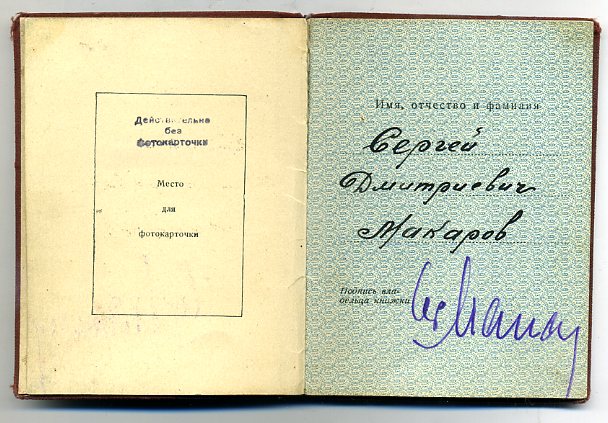 Действительна
без
фотокарточки
Место
для
фотокарточки
Имя, отчество и фамилия
Сергей
Дмитриевич
Макаров
Подпись вла-
дельца книжки